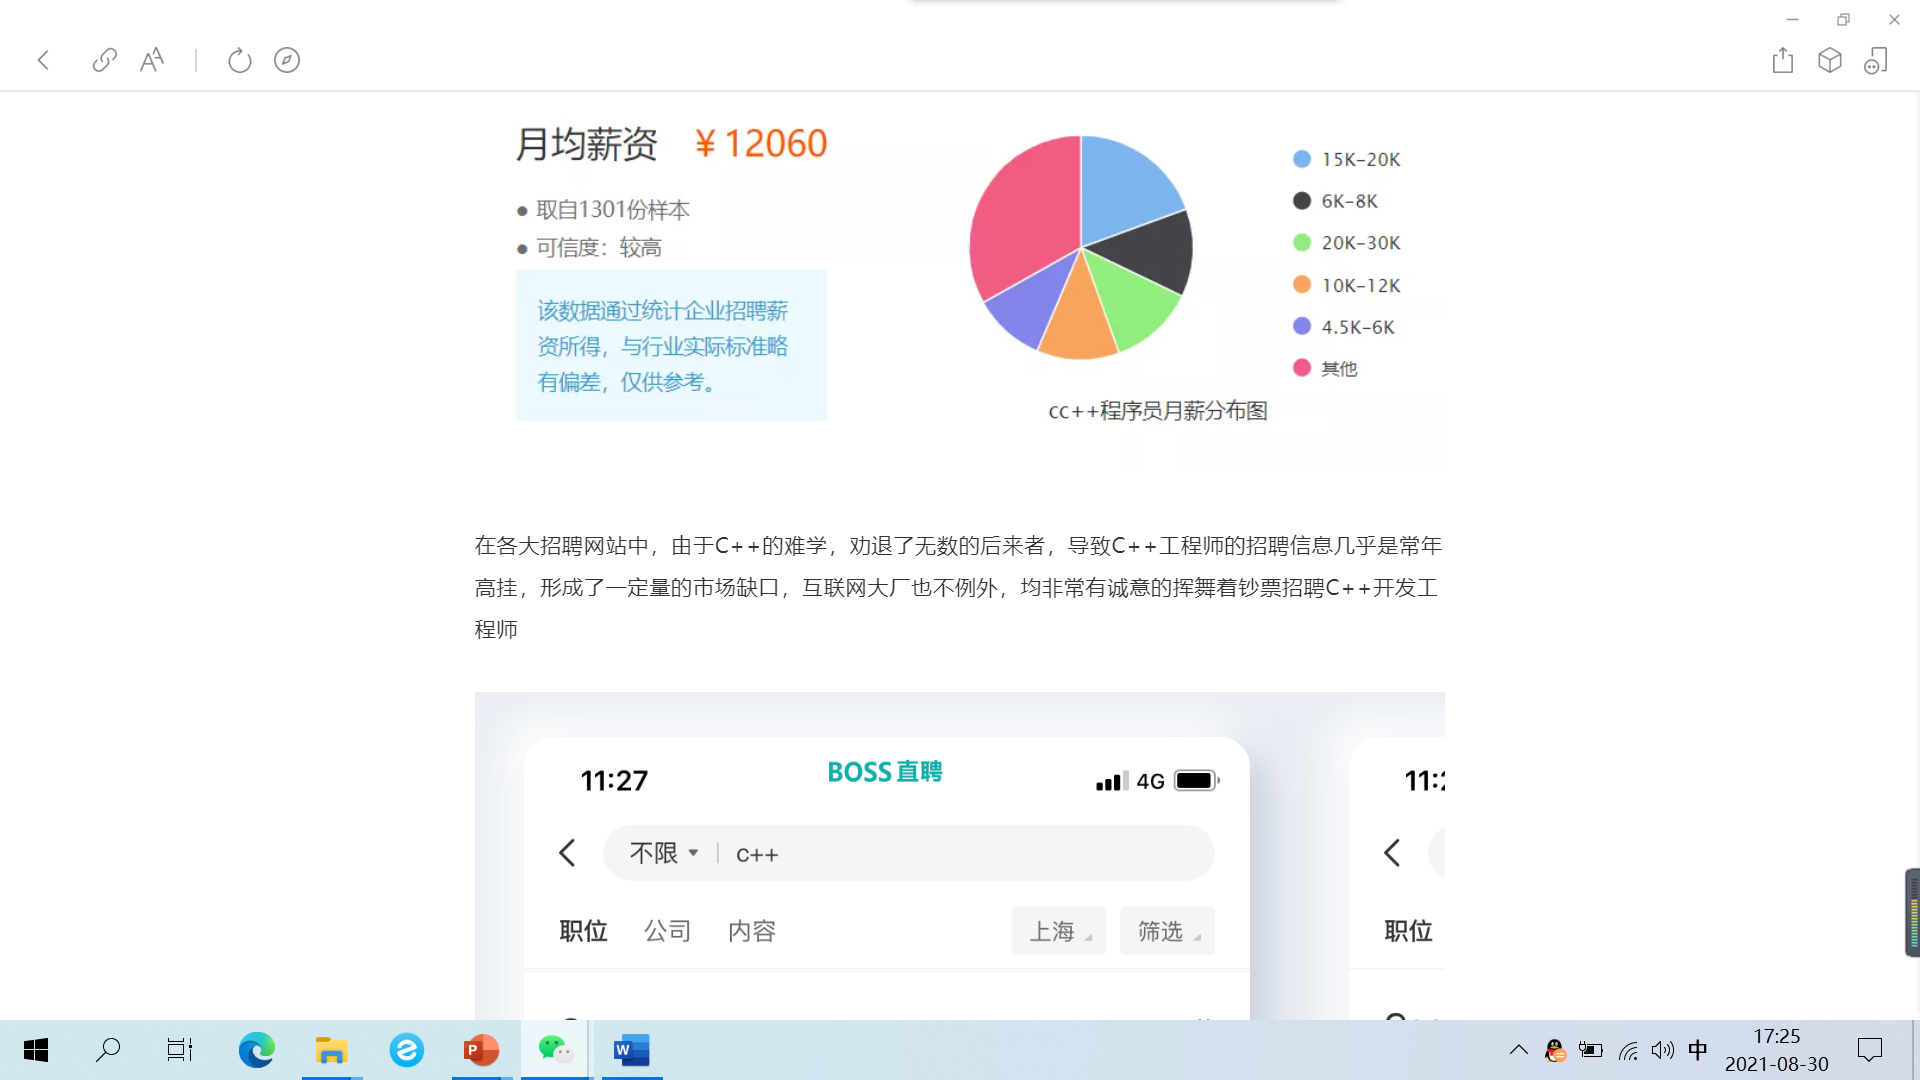 月均薪资 ￥12060
● 取自1301份样本
● 可信度：较高
该数据通过统计企业招聘薪
资所得，与行业实际标准略
有偏差，仅供参考。
15K-20K
6K-8K
20K-30K
10K-12K
4.5K-6K
其他
cc++程序员月薪分布图
在各大招聘网站中，由于C++的难学，劝退了无数的后来者，导致C++工程师的招聘信息几乎是常年
高挂，形成了一定量的市场缺口，互联网大厂也不例外，均非常有诚意的挥舞着钞票招聘C++开发工
程师
11:27 BOSS直聘 4G
不限 c++
职位 公司 内容 上海 筛选
11:2
职位
中
17:25
2021-08-30